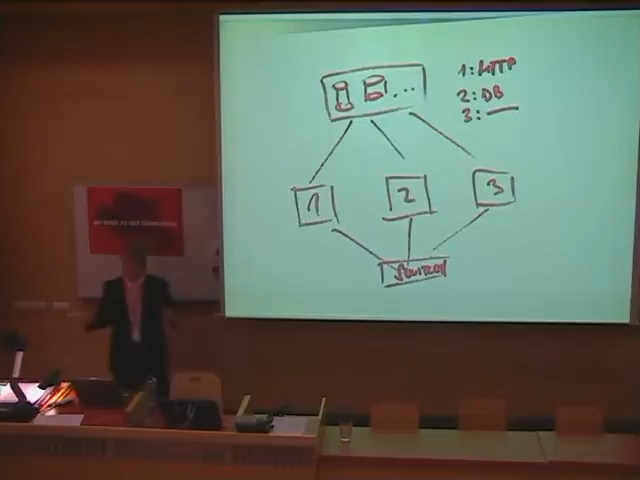 1: HTTP
2: DB
3: —
...
1
2
3
SWITCH